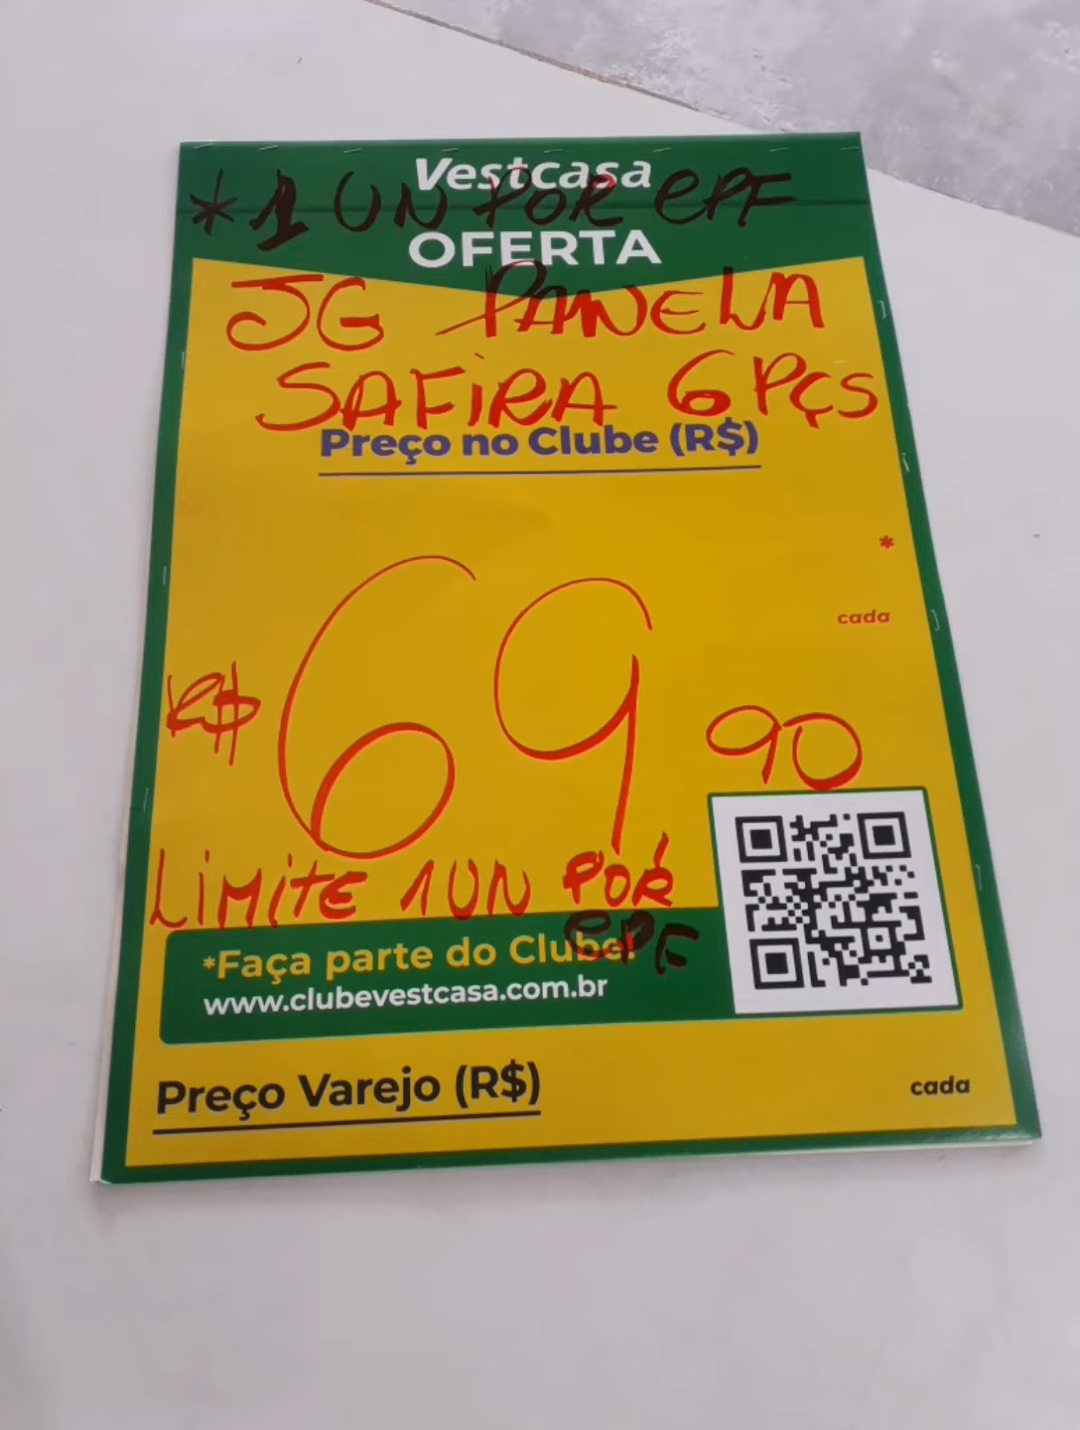 Vestcasa
*1 UN POR CPF
OFERTA
JG PANELA
SAFIRA 6 PÇS
Preço no Clube (R$)
*
cada
R$ 69 90
LIMITE 1 UN POR
CPF
*Faça parte do Clube!
www.clubevestcasa.com.br
Preço Varejo (R$)
cada